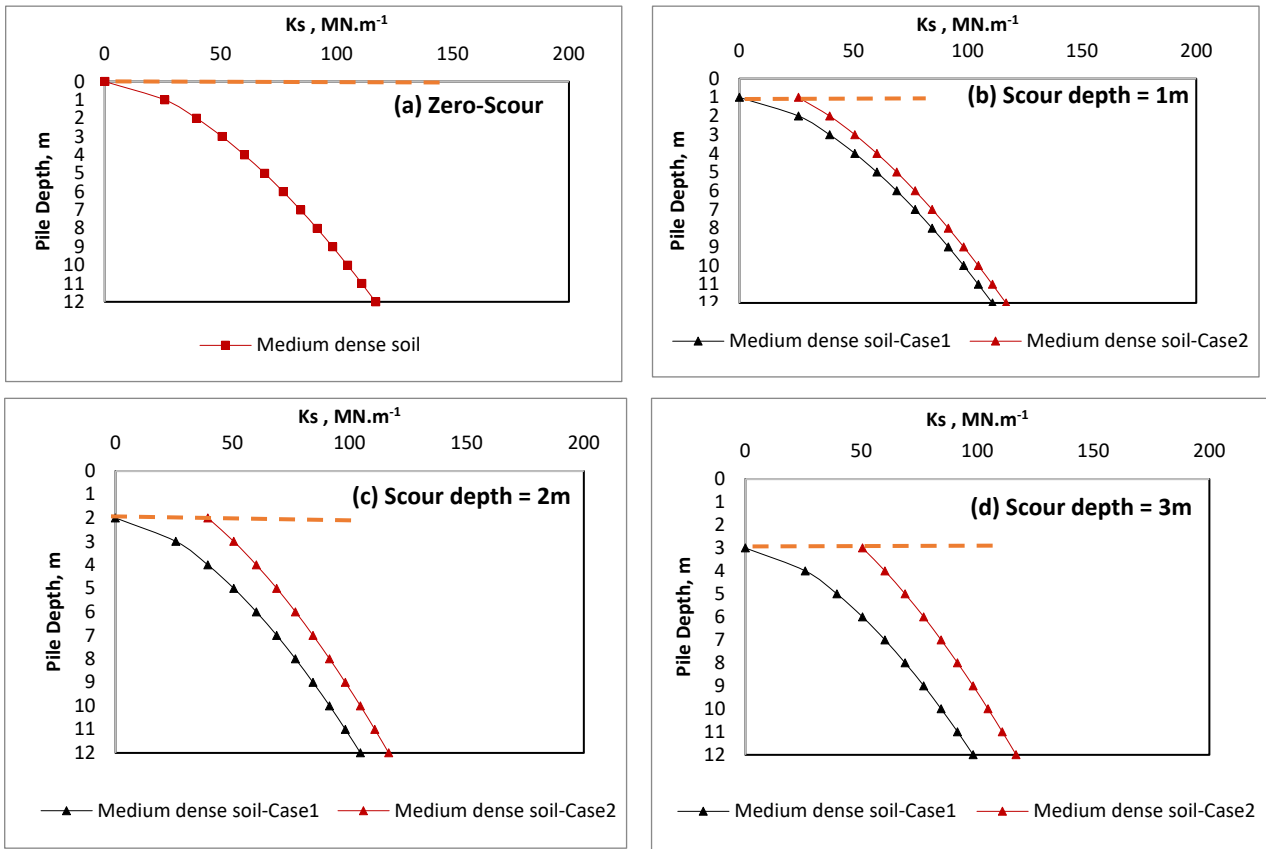 Ks , MN.m⁻¹
0 50 100 150 200
0
1
2
3
4
5
6
7
8
9
10
11
12
Pile Depth, m
(a) Zero-Scour
Medium dense soil
Ks , MN.m⁻¹
0 50 100 150 200
0
1
2
3
4
5
6
7
8
9
10
11
12
Pile Depth, m
(b) Scour depth = 1m
Medium dense soil-Case1 Medium dense soil-Case2
Ks , MN.m⁻¹
0 50 100 150 200
0
1
2
3
4
5
6
7
8
9
10
11
12
Pile Depth, m
(c) Scour depth = 2m
Medium dense soil-Case1 Medium dense soil-Case2
Ks , MN.m⁻¹
0 50 100 150 200
0
1
2
3
4
5
6
7
8
9
10
11
12
Pile Depth, m
(d) Scour depth = 3m
Medium dense soil-Case1 Medium dense soil-Case2